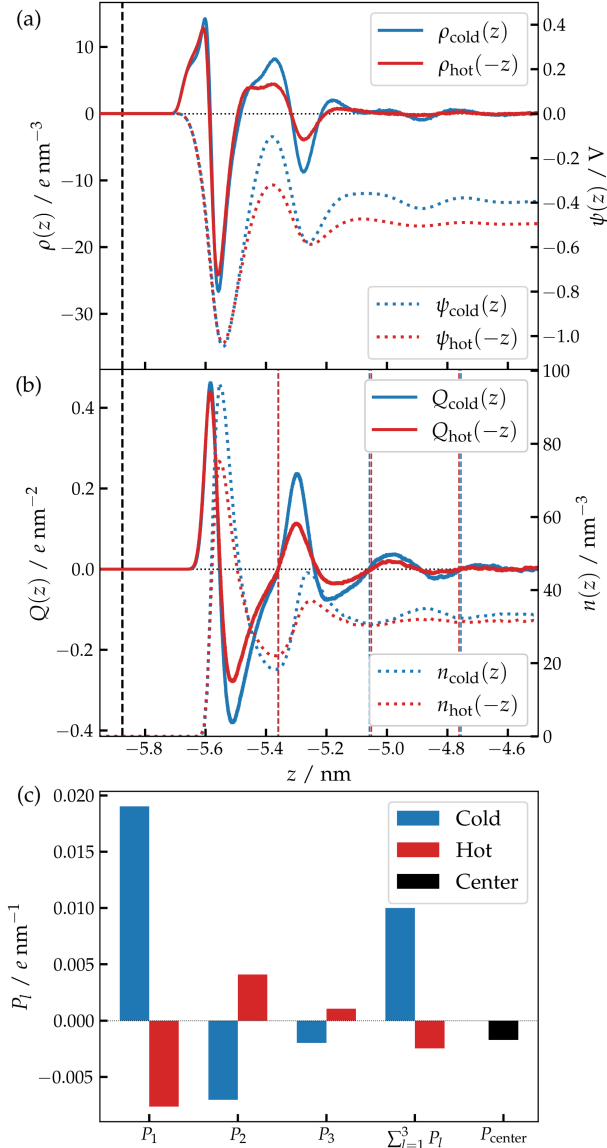 (a)
ρcold(z)
ρhot(−z)
ψcold(z)
ψhot(−z)
10
0
−10
−20
−30
ρ(z) / e nm−3
0.4
0.2
0.0
−0.2
−0.4
−0.6
−0.8
−1.0
ψ(z) / V
(b)
Qcold(z)
Qhot(−z)
ncold(z)
nhot(−z)
0.4
0.2
0.0
−0.2
−0.4
Q(z) / e nm−2
100
80
60
40
20
0
n(z) / nm−3
−5.8 −5.6 −5.4 −5.2 −5.0 −4.8 −4.6
z / nm
(c)
Cold
Hot
Center
0.020
0.015
0.010
0.005
0.000
−0.005
Pl / e nm−1
P1 P2 P3 ∑3l=1 Pl Pcenter